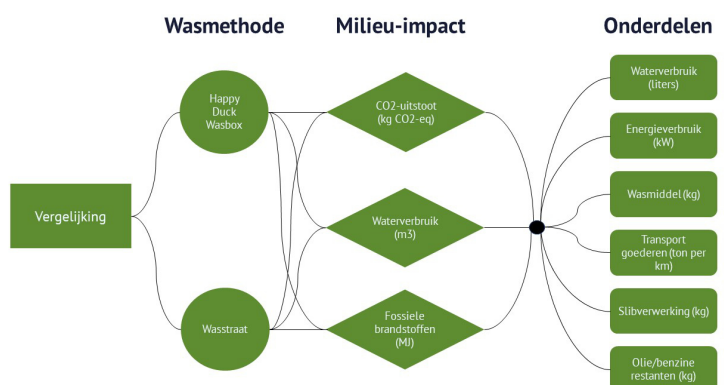 Wasmethode
Milieu-impact
Onderdelen
Vergelijking
Happy
Duck
Wasbox
Wasstraat
CO2-uitstoot
(kg CO2-eq)
Waterverbruik
(m3)
Fossiele
brandstoffen
(MJ)
Waterverbruik
(liters)
Energieverbruik
(kW)
Wasmiddel (kg)
Transport
goederen (ton per
km)
Slibverwerking (kg)
Olie/benzine
restanten (kg)